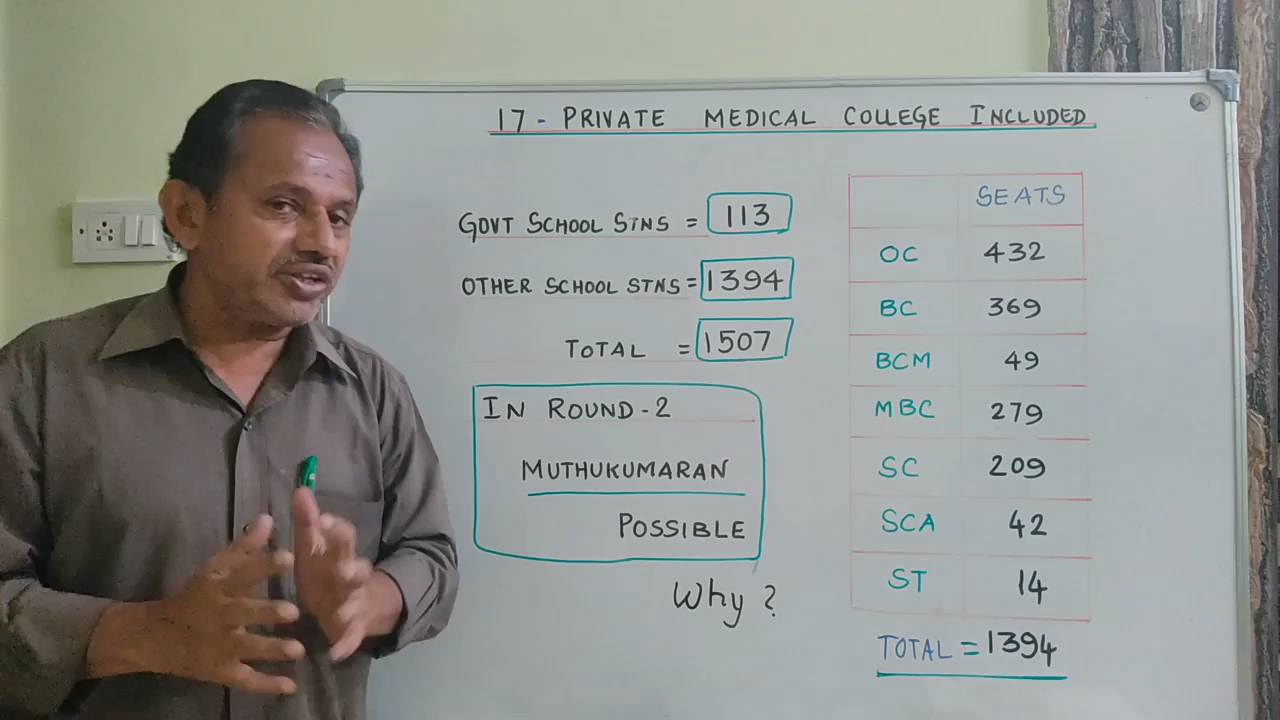 17 - PRIVATE MEDICAL COLLEGE INCLUDED
GOVT SCHOOL STNS = 113
OTHER SCHOOL STNS = 1394
TOTAL = 1507
IN ROUND - 2
MUTHUKUMARAN
POSSIBLE
Why ?
SEATS
OC 432
BC 369
BCM 49
MBC 279
SC 209
SCA 42
ST 14
TOTAL = 1394